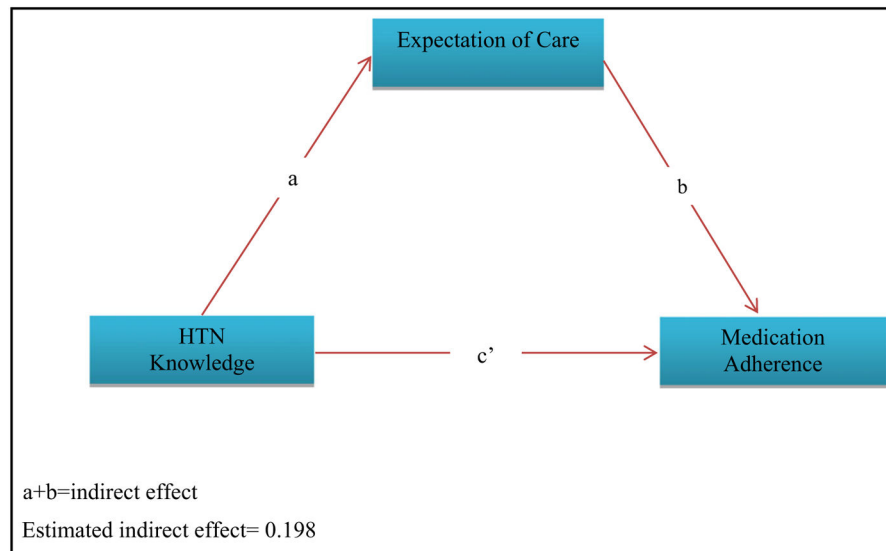 Expectation of Care
a
b
HTN
Knowledge
c’
Medication
Adherence
a+b=indirect effect
Estimated indirect effect= 0.198